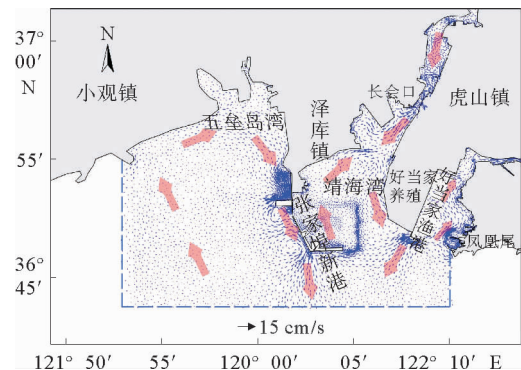 37°
00′
N
N
小观镇
五垒岛湾
泽库镇
长会口
虎山镇
55′
靖海湾
好当家
养殖
好当家渔港
张家埠新港
凤凰尾
36°
45′
15 cm/s
121° 50′ 55′ 120° 00′ 05′ 122° 10′ E